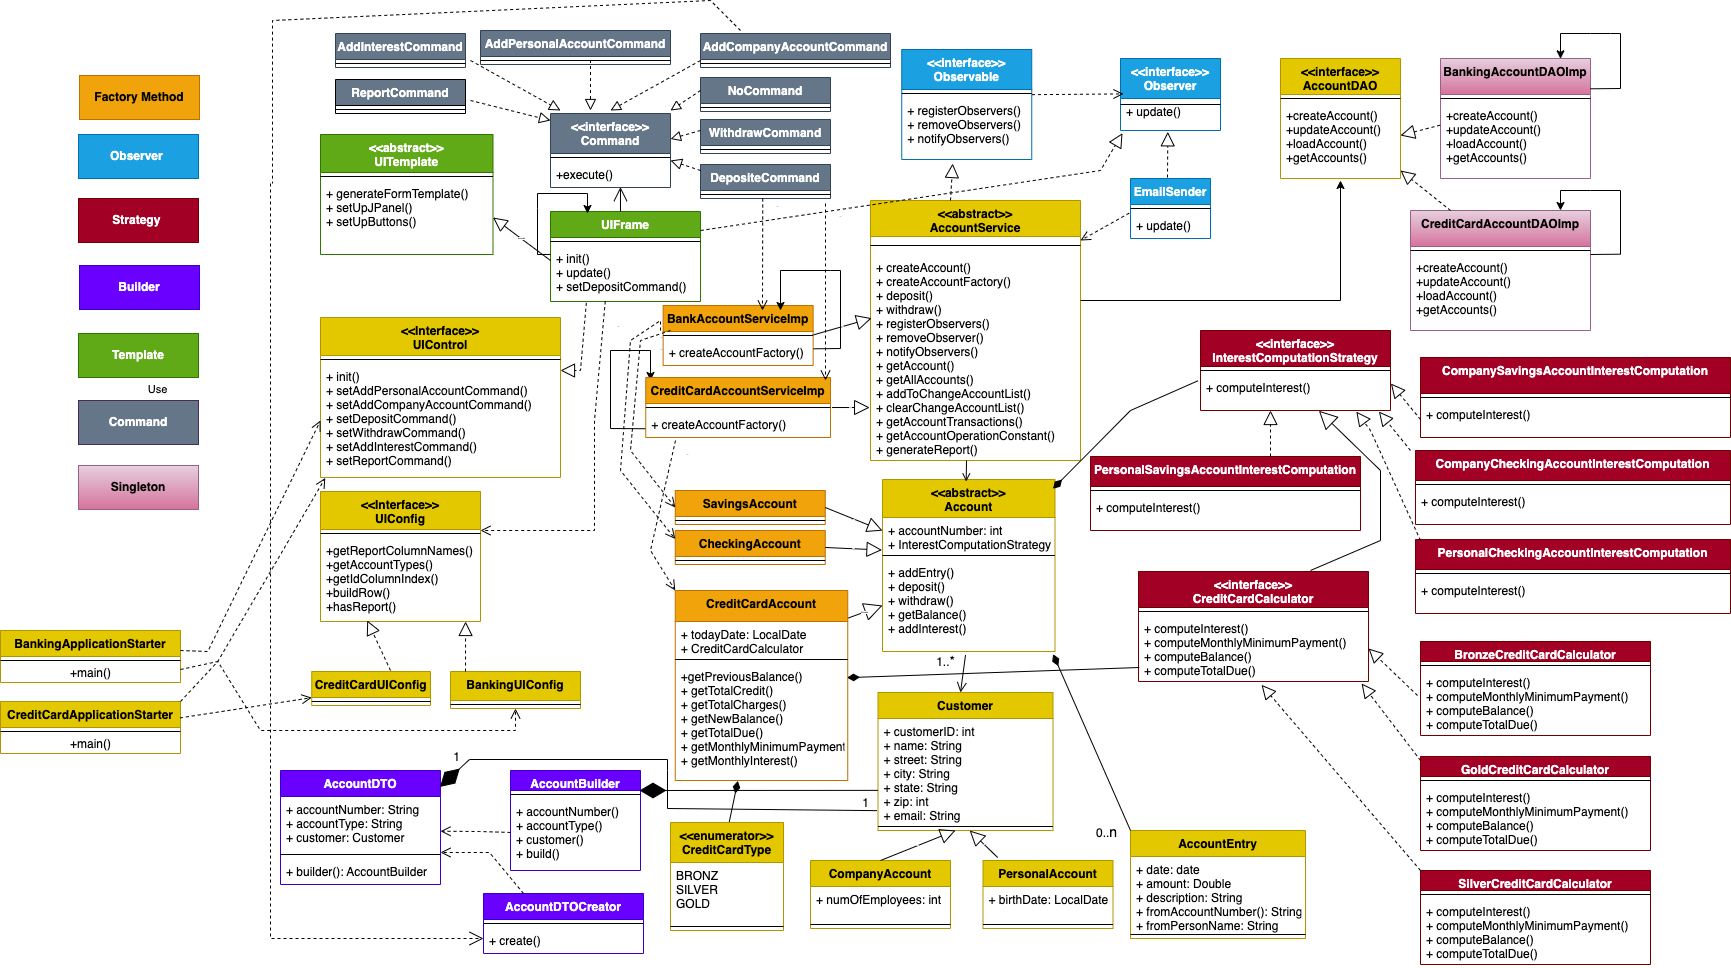 Factory Method
Observer
Strategy
Builder
Template
Use
Command
Singleton
AddInterestCommand
AddPersonalAccountCommand
AddCompanyAccountCommand
ReportCommand
NoCommand
WithdrawCommand
DepositeCommand
<<interface>>
Command
+execute()
<<abstract>>
UITemplate
+ generateFormTemplate()
+ setUpJPanel()
+ setUpButtons()
UIFrame
+ init()
+ update()
+ setDepositCommand()
<<interface>>
Observable
+ registerObservers()
+ removeObservers()
+ notifyObservers()
<<interface>>
Observer
+ update()
EmailSender
+ update()
<<interface>>
AccountDAO
+createAccount()
+updateAccount()
+loadAccount()
+getAccounts()
BankingAccountDAOImp
+createAccount()
+updateAccount()
+loadAccount()
+getAccounts()
CreditCardAccountDAOImp
+createAccount()
+updateAccount()
+loadAccount()
+getAccounts()
<<abstract>>
AccountService
+ createAccount()
+ createAccountFactory()
+ deposit()
+ withdraw()
+ registerObservers()
+ removeObserver()
+ notifyObservers()
+ getAccount()
+ getAllAccounts()
+ addToChangeAccountList()
+ clearChangeAccountList()
+ getAccountTransactions()
+ getAccountOperationConstant()
+ generateReport()
BankAccountServiceImp
+ createAccountFactory()
CreditCardAccountServiceImp
+ createAccountFactory()
<<Interface>>
UIControl
+ init()
+ setAddPersonalAccountCommand()
+ setAddCompanyAccountCommand()
+ setDepositCommand()
+ setWithdrawCommand()
+ setAddInterestCommand()
+ setReportCommand()
<<Interface>>
UIConfig
+getReportColumnNames()
+getAccountTypes()
+getIdColumnIndex()
+buildRow()
+hasReport()
BankingApplicationStarter
+main()
CreditCardApplicationStarter
+main()
CreditCardUIConfig
BankingUIConfig
SavingsAccount
CheckingAccount
CreditCardAccount
+ todayDate: LocalDate
+ CreditCardCalculator
+getPreviousBalance()
+ getTotalCredit()
+ getTotalCharges()
+ getNewBalance()
+ getTotalDue()
+ getMonthlyMinimumPayment
+ getMonthlyInterest()
<<abstract>>
Account
+ accountNumber: int
+ InterestComputationStrategy
+ addEntry()
+ deposit()
+ withdraw()
+ getBalance()
+ addInterest()
1..*
Customer
+ customerID: int
+ name: String
+ street: String
+ city: String
+ state: String
+ zip: int
+ email: String
<<interface>>
InterestComputationStrategy
+ computeInterest()
PersonalSavingsAccountInterestComputation
+ computeInterest()
CompanySavingsAccountInterestComputation
+ computeInterest()
CompanyCheckingAccountInterestComputation
+ computeInterest()
PersonalCheckingAccountInterestComputation
+ computeInterest()
<<interface>>
CreditCardCalculator
+ computeInterest()
+ computeMonthlyMinimumPayment()
+ computeBalance()
+ computeTotalDue()
BronzeCreditCardCalculator
+ computeInterest()
+ computeMonthlyMinimumPayment()
+ computeBalance()
+ computeTotalDue()
GoldCreditCardCalculator
+ computeInterest()
+ computeMonthlyMinimumPayment()
+ computeBalance()
+ computeTotalDue()
SilverCreditCardCalculator
+ computeInterest()
+ computeMonthlyMinimumPayment()
+ computeBalance()
+ computeTotalDue()
1
AccountDTO
+ accountNumber: String
+ accountType: String
+ customer: Customer
+ builder(): AccountBuilder
AccountBuilder
+ accountNumber()
+ accountType()
+ customer()
+ build()
1
AccountDTOCreator
+ create()
<<enumerator>>
CreditCardType
BRONZ
SILVER
GOLD
CompanyAccount
+ numOfEmployees: int
PersonalAccount
+ birthDate: LocalDate
0..n
AccountEntry
+ date: date
+ amount: Double
+ description: String
+ fromAccountNumber(): String
+ fromPersonName: String